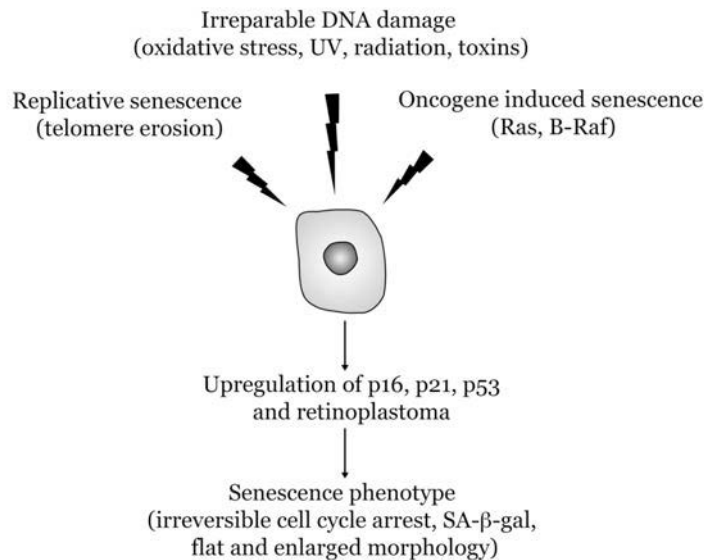 Irreparable DNA damage
(oxidative stress, UV, radiation, toxins)
Replicative senescence
(telomere erosion)
Oncogene induced senescence
(Ras, B-Raf)
Upregulation of p16, p21, p53
and retinoplastoma
Senescence phenotype
(irreversible cell cycle arrest, SA-β-gal,
flat and enlarged morphology)